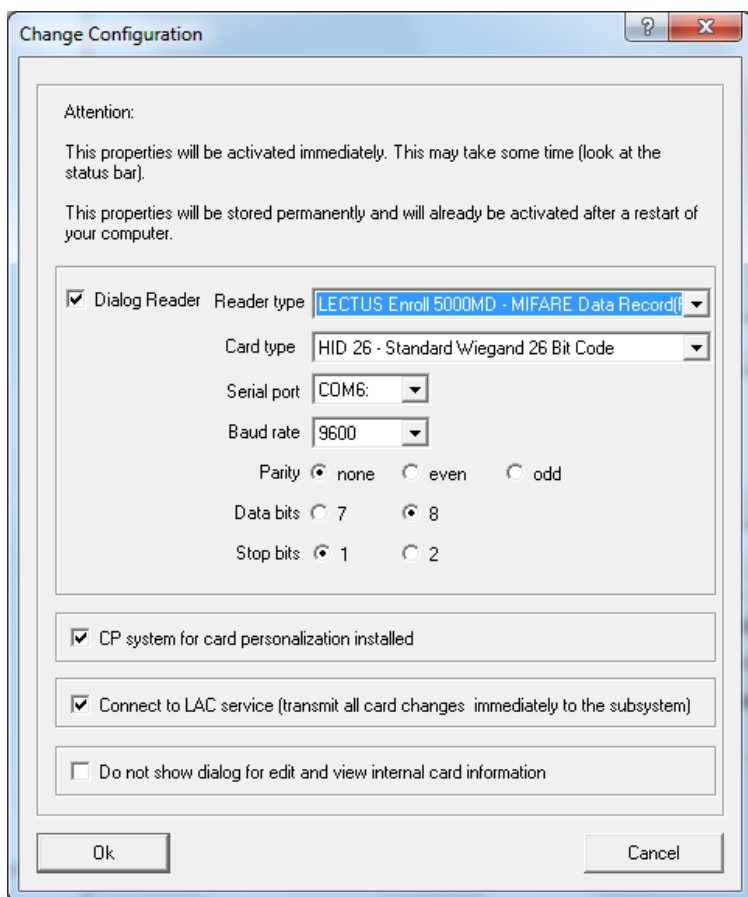 Change Configuration
Attention:
This properties will be activated immediately. This may take some time (look at the
status bar).
This properties will be stored permanently and will already be activated after a restart of
your computer.
Dialog Reader Reader type LECTUS Enroll 5000MD - MIFARE Data Record(
Card type HID 26 - Standard Wiegand 26 Bit Code
Serial port COM6:
Baud rate 9600
Parity none even odd
Data bits 7 8
Stop bits 1 2
CP system for card personalization installed
Connect to LAC service (transmit all card changes immediately to the subsystem)
Do not show dialog for edit and view internal card information
Ok Cancel